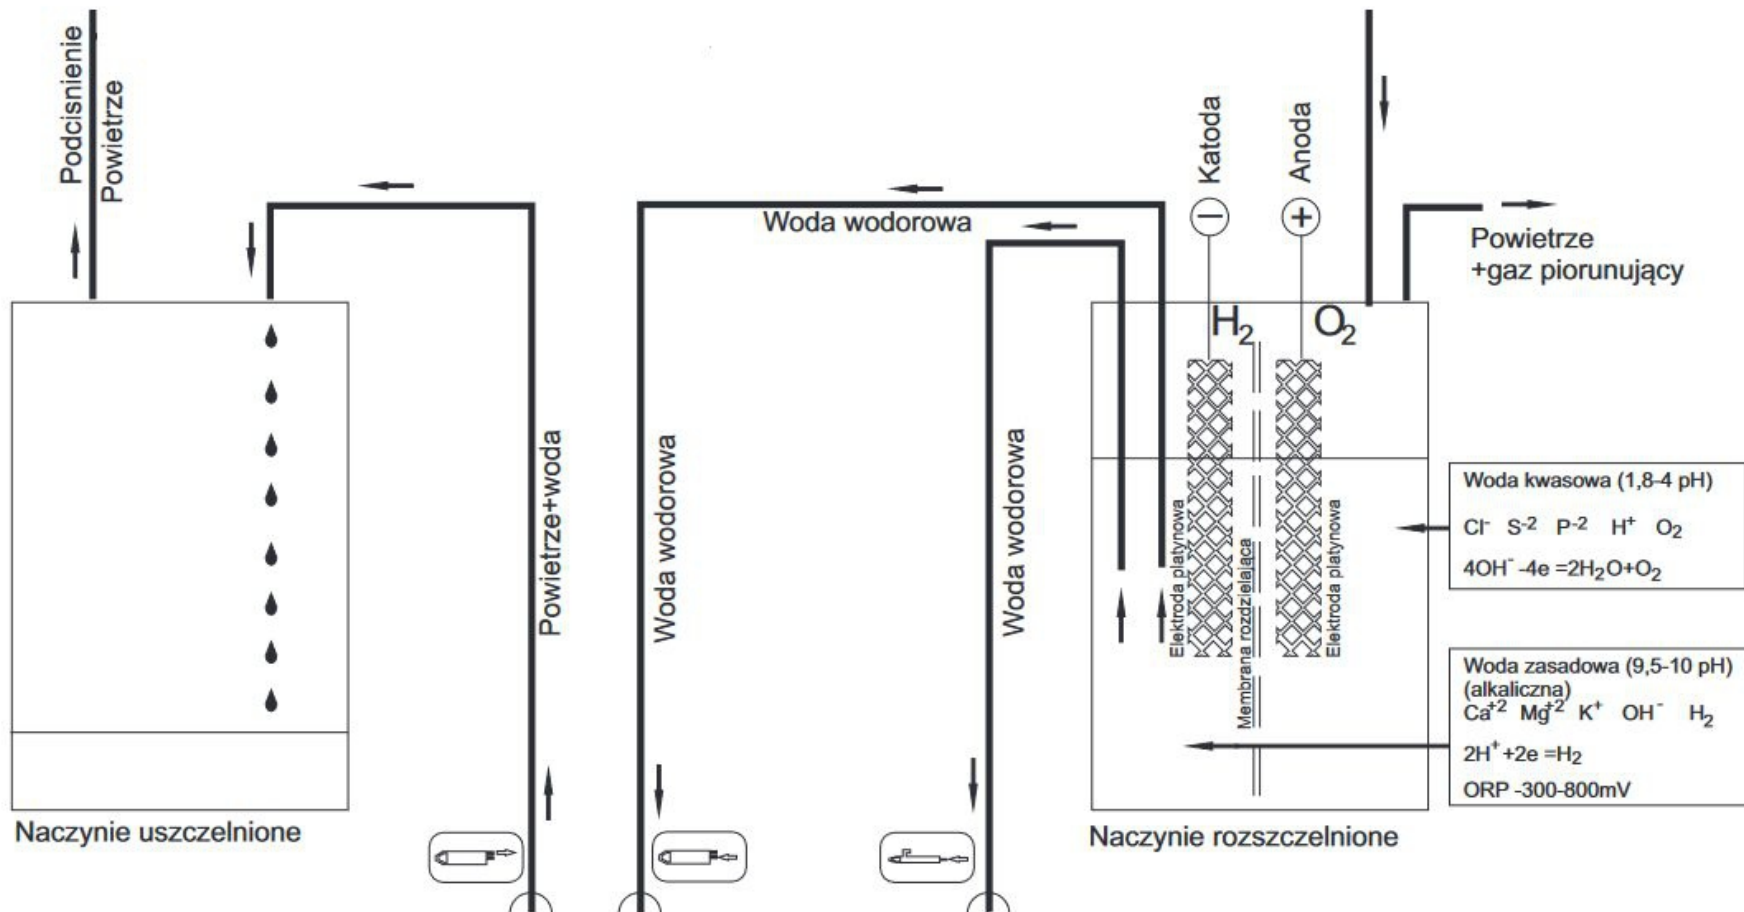 Podcisnienie
Powietrze
Powietrze+woda
Woda wodorowa
Woda wodorowa
Woda wodorowa
Katoda
Anoda
−
+
H2
O2
Powietrze
+gaz piorunujący
Elektroda platynowa
Membrana rozdzielająca
Elektroda platynowa
Woda kwasowa (1,8-4 pH)
Cl- S-2 P-2 H+ O2
4OH- -4e =2H2O+O2
Woda zasadowa (9,5-10 pH)
(alkaliczna)
Ca+2 Mg+2 K+ OH- H2
2H+ +2e =H2
ORP -300-800mV
Naczynie uszczelnione
Naczynie rozszczelnione